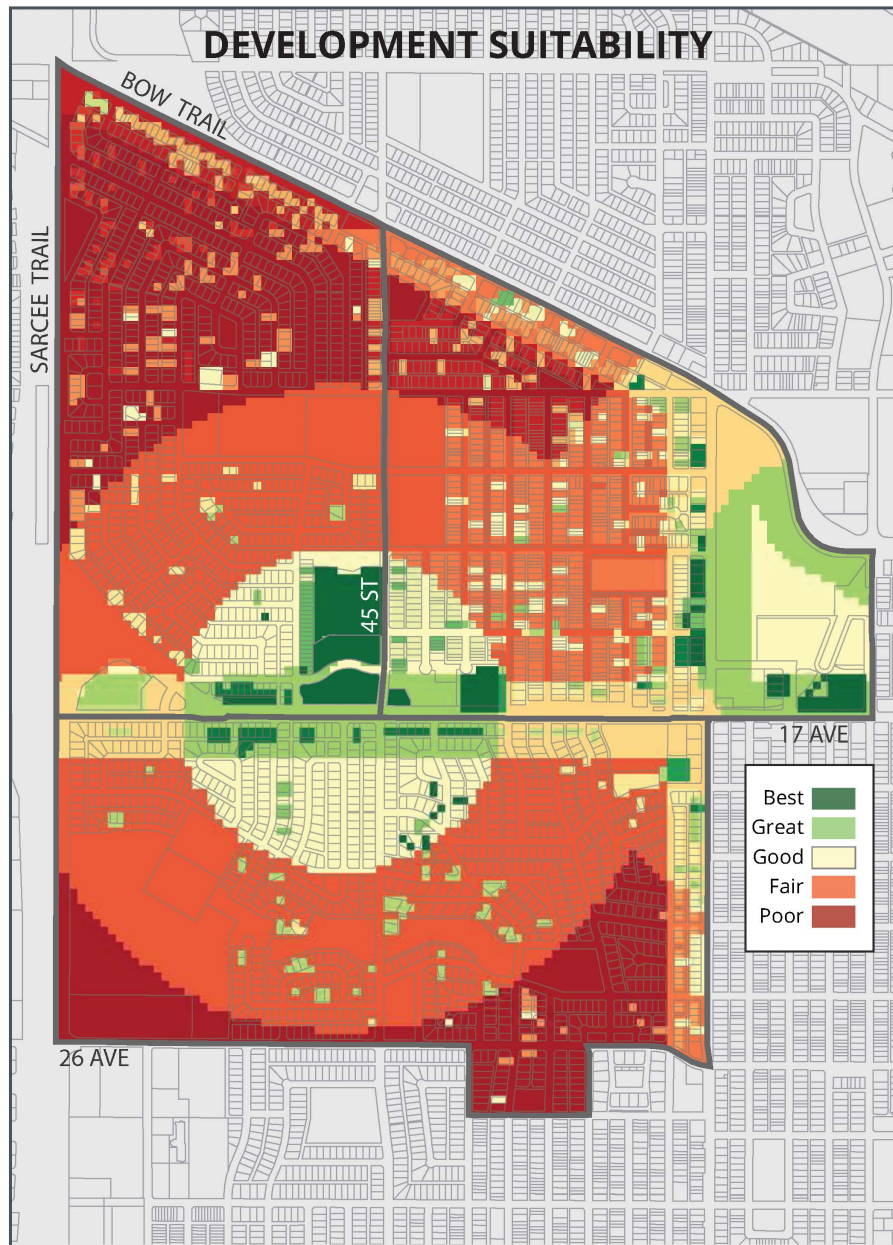 DEVELOPMENT SUITABILITY
BOW TRAIL
SARCEE TRAIL
45 ST
17 AVE
Best
Great
Good
Fair
Poor
26 AVE